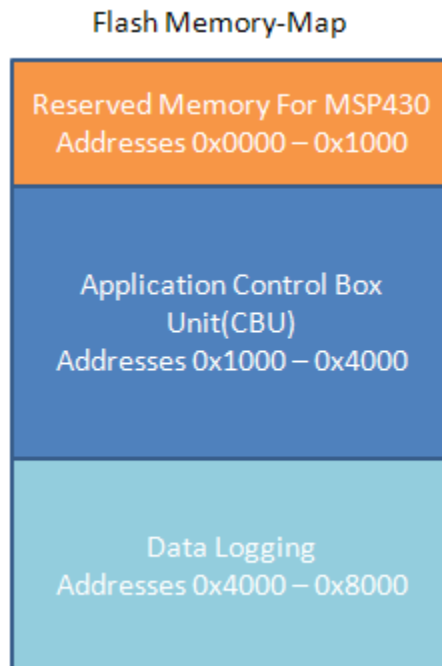 Flash Memory-Map
Reserved Memory For MSP430
Addresses 0x0000 – 0x1000
Application Control Box
Unit(CBU)
Addresses 0x1000 – 0x4000
Data Logging
Addresses 0x4000 – 0x8000